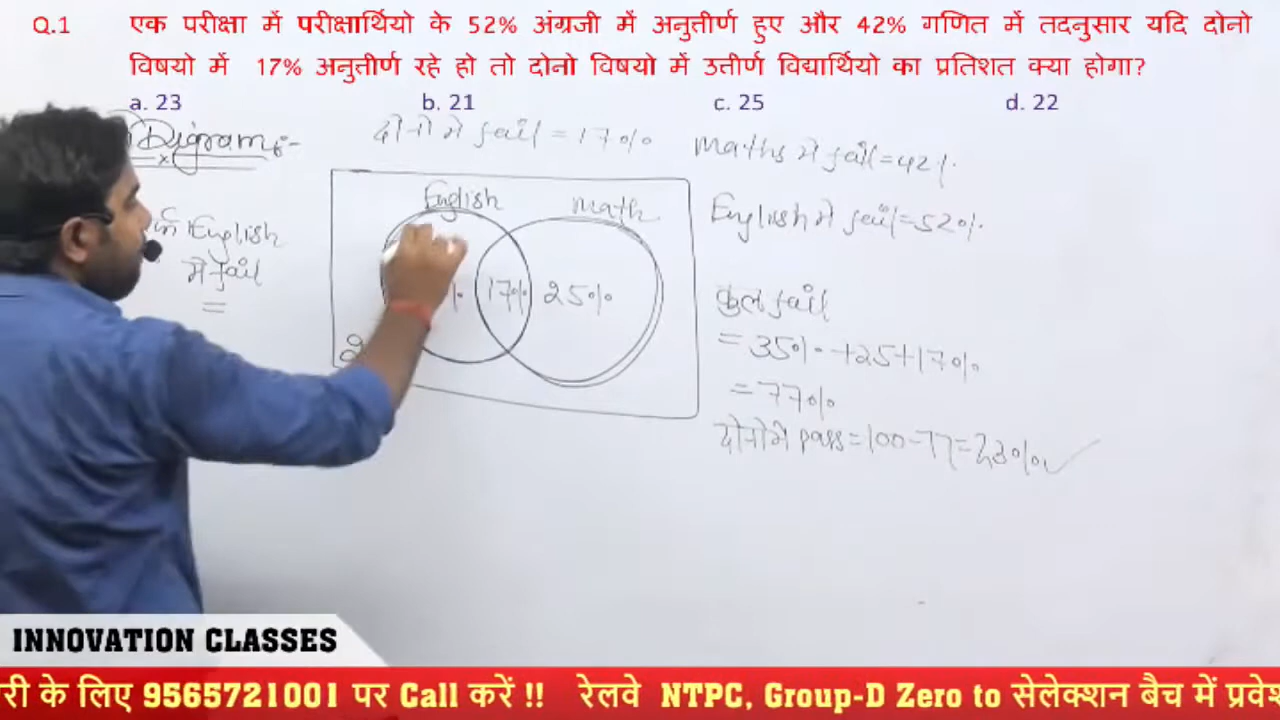 Q.1 एक परीक्षा में परीक्षार्थियो के 52% अंग्रजी में अनुत्तीर्ण हुए और 42% गणित में तदनुसार यदि दोनो
विषयो में 17% अनुत्तीर्ण रहे हो तो दोनो विषयो में उत्तीर्ण विद्यार्थियो का प्रतिशत क्या होगा?
a. 23 b. 21 c. 25 d. 22
Digram:-
दोनो मे fail = 17%
Maths मे fail = 42%
English मे fail = 52%
English math
English
मे fail
=
% 17% 25%
कुल fail
= 35% + 25 + 17%
= 77%
दोनो मे pass = 100 - 77 = 23%
INNOVATION CLASSES
री के लिए 9565721001 पर Call करें !! रेलवे NTPC, Group-D Zero to सेलेक्शन बैच में प्रवेश